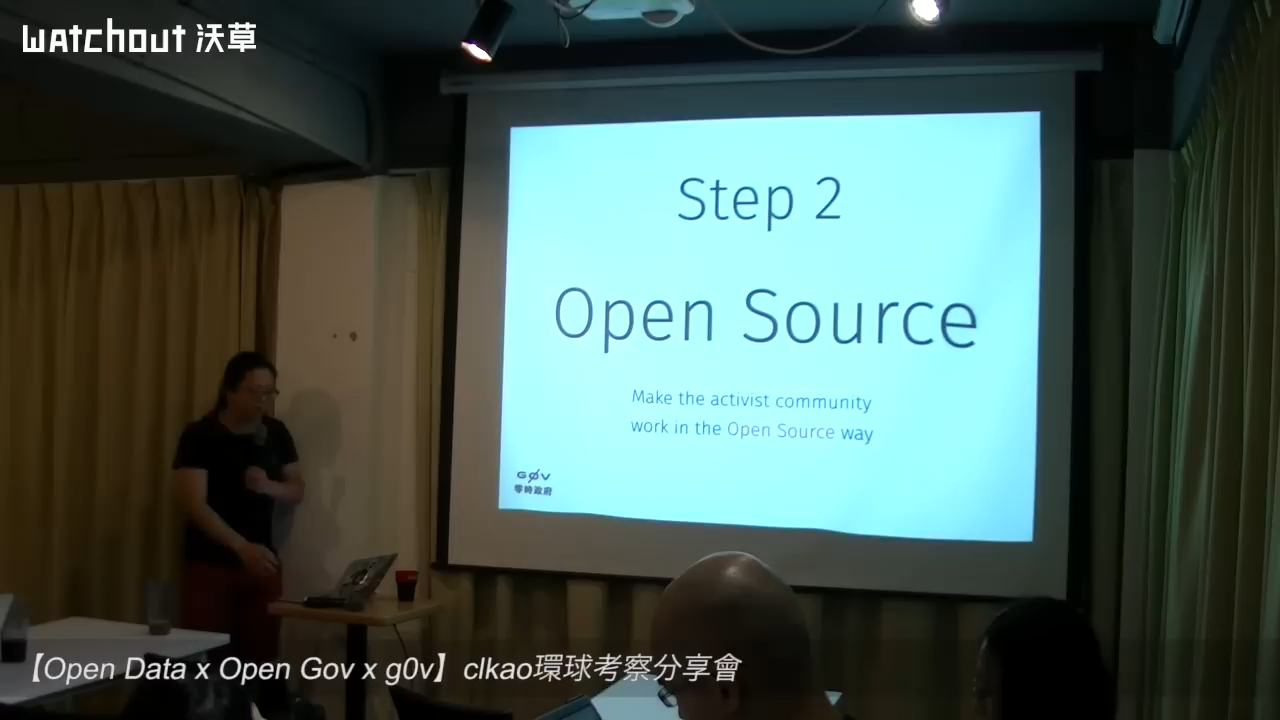 watchout 沃草
Step 2
Open Source
Make the activist community
work in the Open Source way
GØV
零時政府
【Open Data x Open Gov x g0v】clkao環球考察分享會